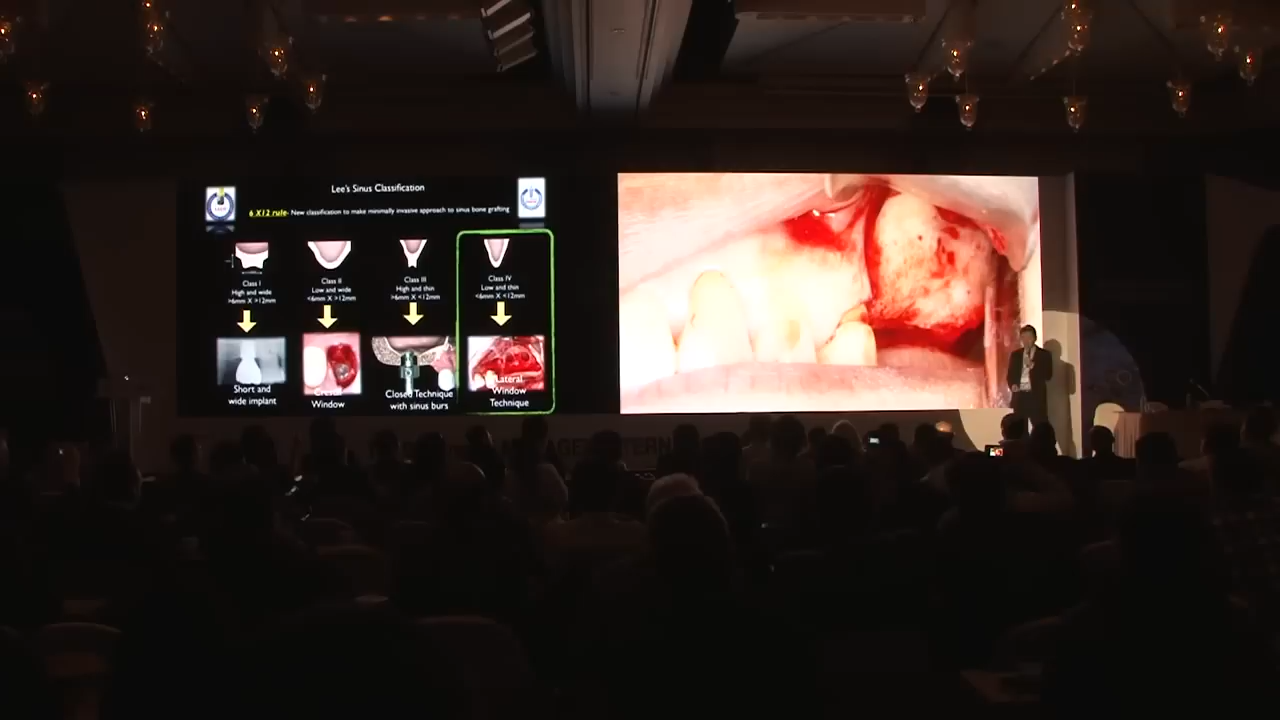 Lee's Sinus Classification
6 X12 rule- New classification to make minimally invasive approach to sinus bone grafting
Class I
High and wide
>6mm X >12mm
Class II
Low and wide
<6mm X >12mm
Class III
High and thin
>6mm X <12mm
Class IV
Low and thin
<6mm X <12mm
Short and
wide implant
Window
Closed Technique
with sinus burs
Lateral
Window
Technique